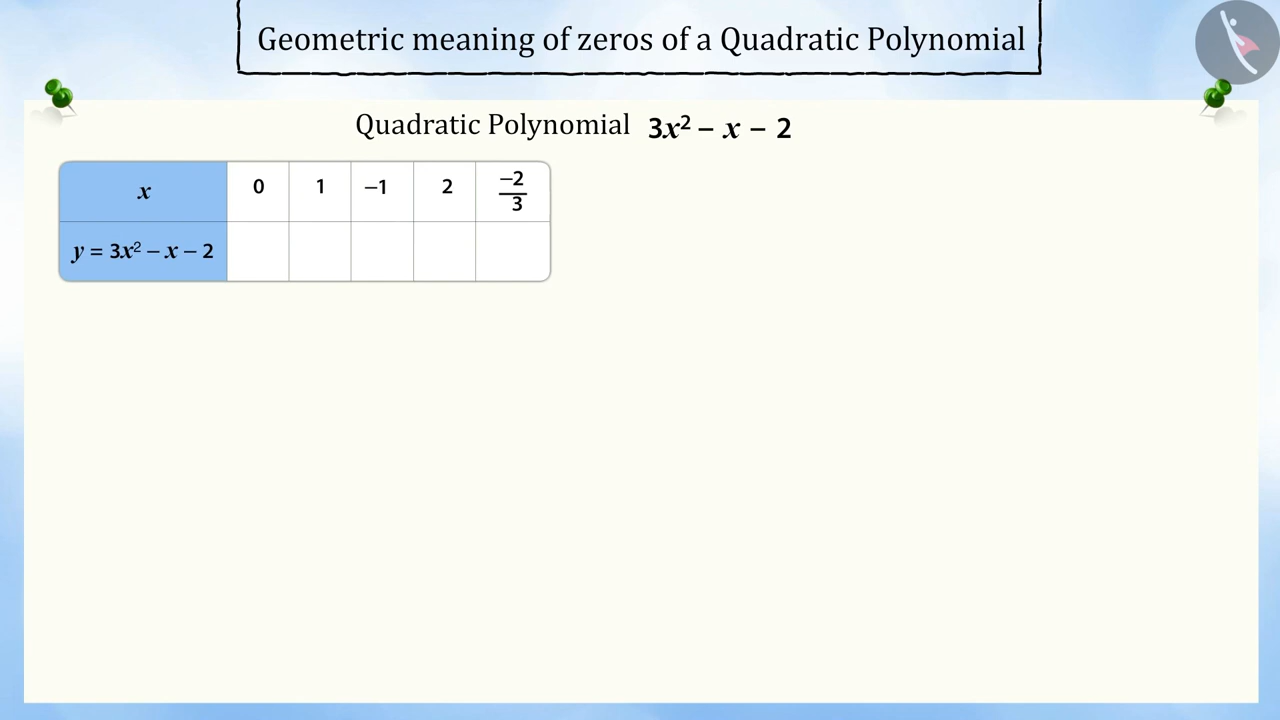 Geometric meaning of zeros of a Quadratic Polynomial
Quadratic Polynomial 3x² – x – 2
x 0 1 –1 2 –2/3
y = 3x² – x – 2